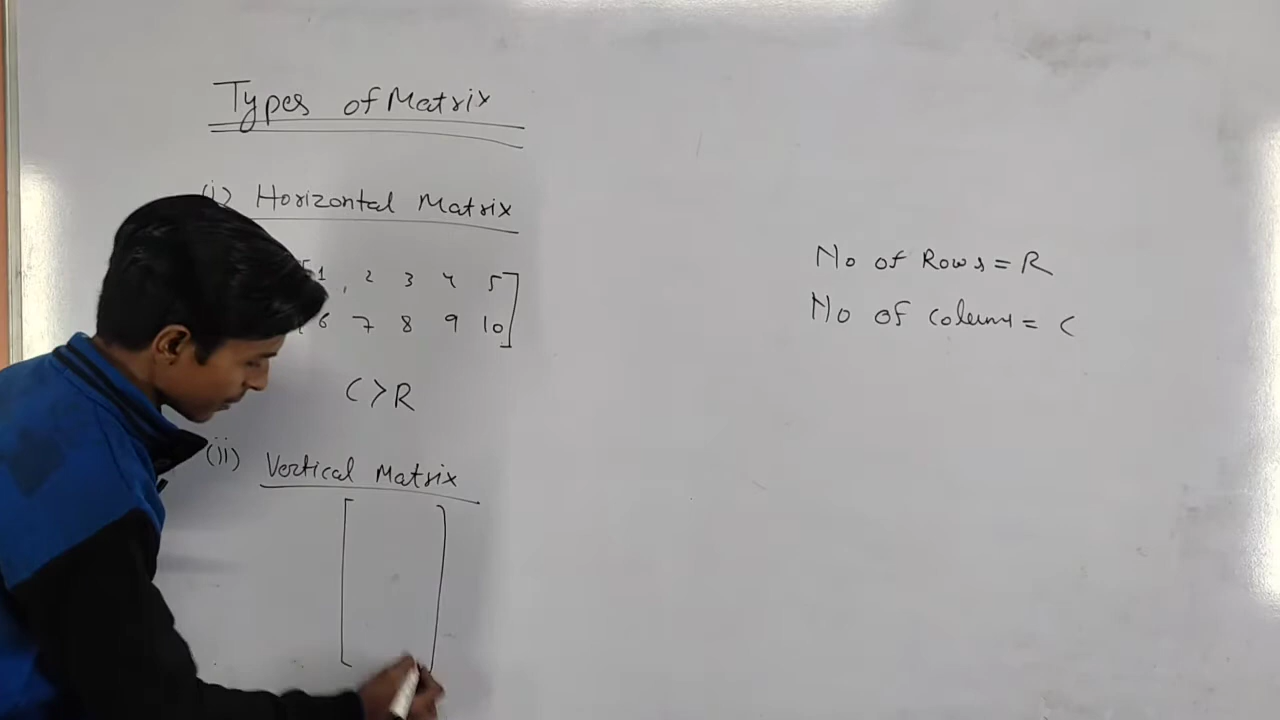 Types of Matrix
(i) Horizontal Matrix
1, 2 3 4 5
6 7 8 9 10
C > R
(ii) Vertical Matrix
No of Rows = R
No of colums = C